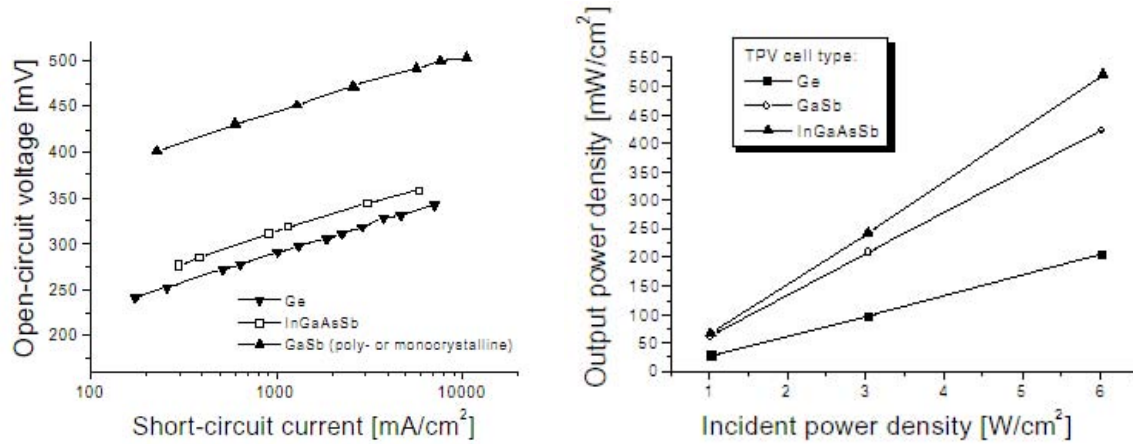 Open-circuit voltage [mV]
500
450
400
350
300
250
200
Ge
InGaAsSb
GaSb (poly- or monocrystalline)
100
1000
10000
Short-circuit current [mA/cm²]
Output power density [mW/cm²]
550
500
450
400
350
300
250
200
150
100
50
0
TPV cell type:
Ge
GaSb
InGaAsSb
1
2
3
4
5
6
Incident power density [W/cm²]